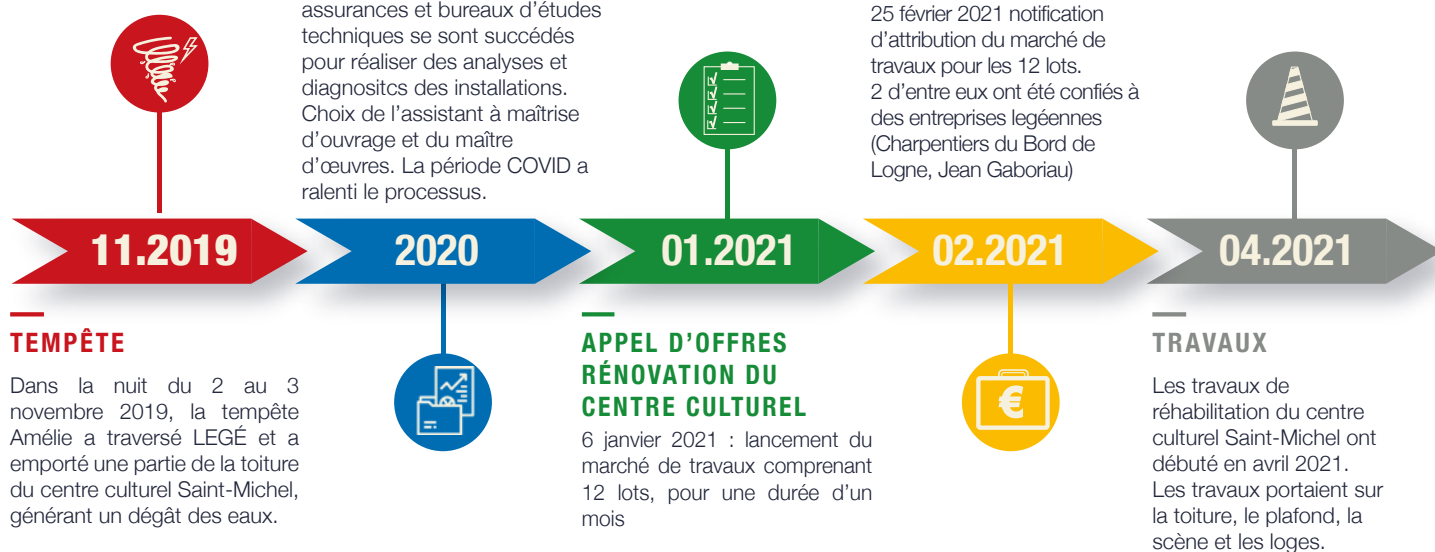 11.2019
TEMPÊTE
Dans la nuit du 2 au 3
novembre 2019, la tempête
Amélie a traversé LEGÉ et a
emporté une partie de la toiture
du centre culturel Saint-Michel,
générant un dégât des eaux.
assurances et bureaux d'études
techniques se sont succédés
pour réaliser des analyses et
diagnositcs des installations.
Choix de l'assistant à maîtrise
d'ouvrage et du maître
d'œuvres. La période COVID a
ralenti le processus.
2020
01.2021
APPEL D'OFFRES
RÉNOVATION DU
CENTRE CULTUREL
6 janvier 2021 : lancement du
marché de travaux comprenant
12 lots, pour une durée d'un
mois
25 février 2021 notification
d'attribution du marché de
travaux pour les 12 lots.
2 d'entre eux ont été confiés à
des entreprises legéennes
(Charpentiers du Bord de
Logne, Jean Gaboriau)
02.2021
€
04.2021
TRAVAUX
Les travaux de
réhabilitation du centre
culturel Saint-Michel ont
débuté en avril 2021.
Les travaux portaient sur
la toiture, le plafond, la
scène et les loges.